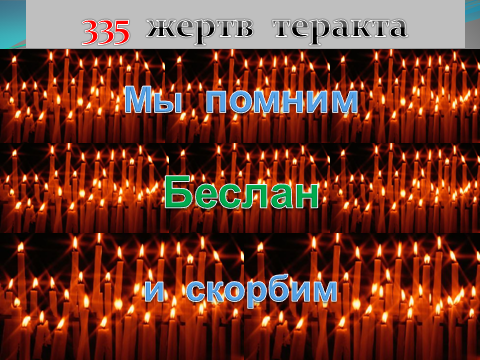 335 жертв теракта
Мы помним
Беслан
и скорбим